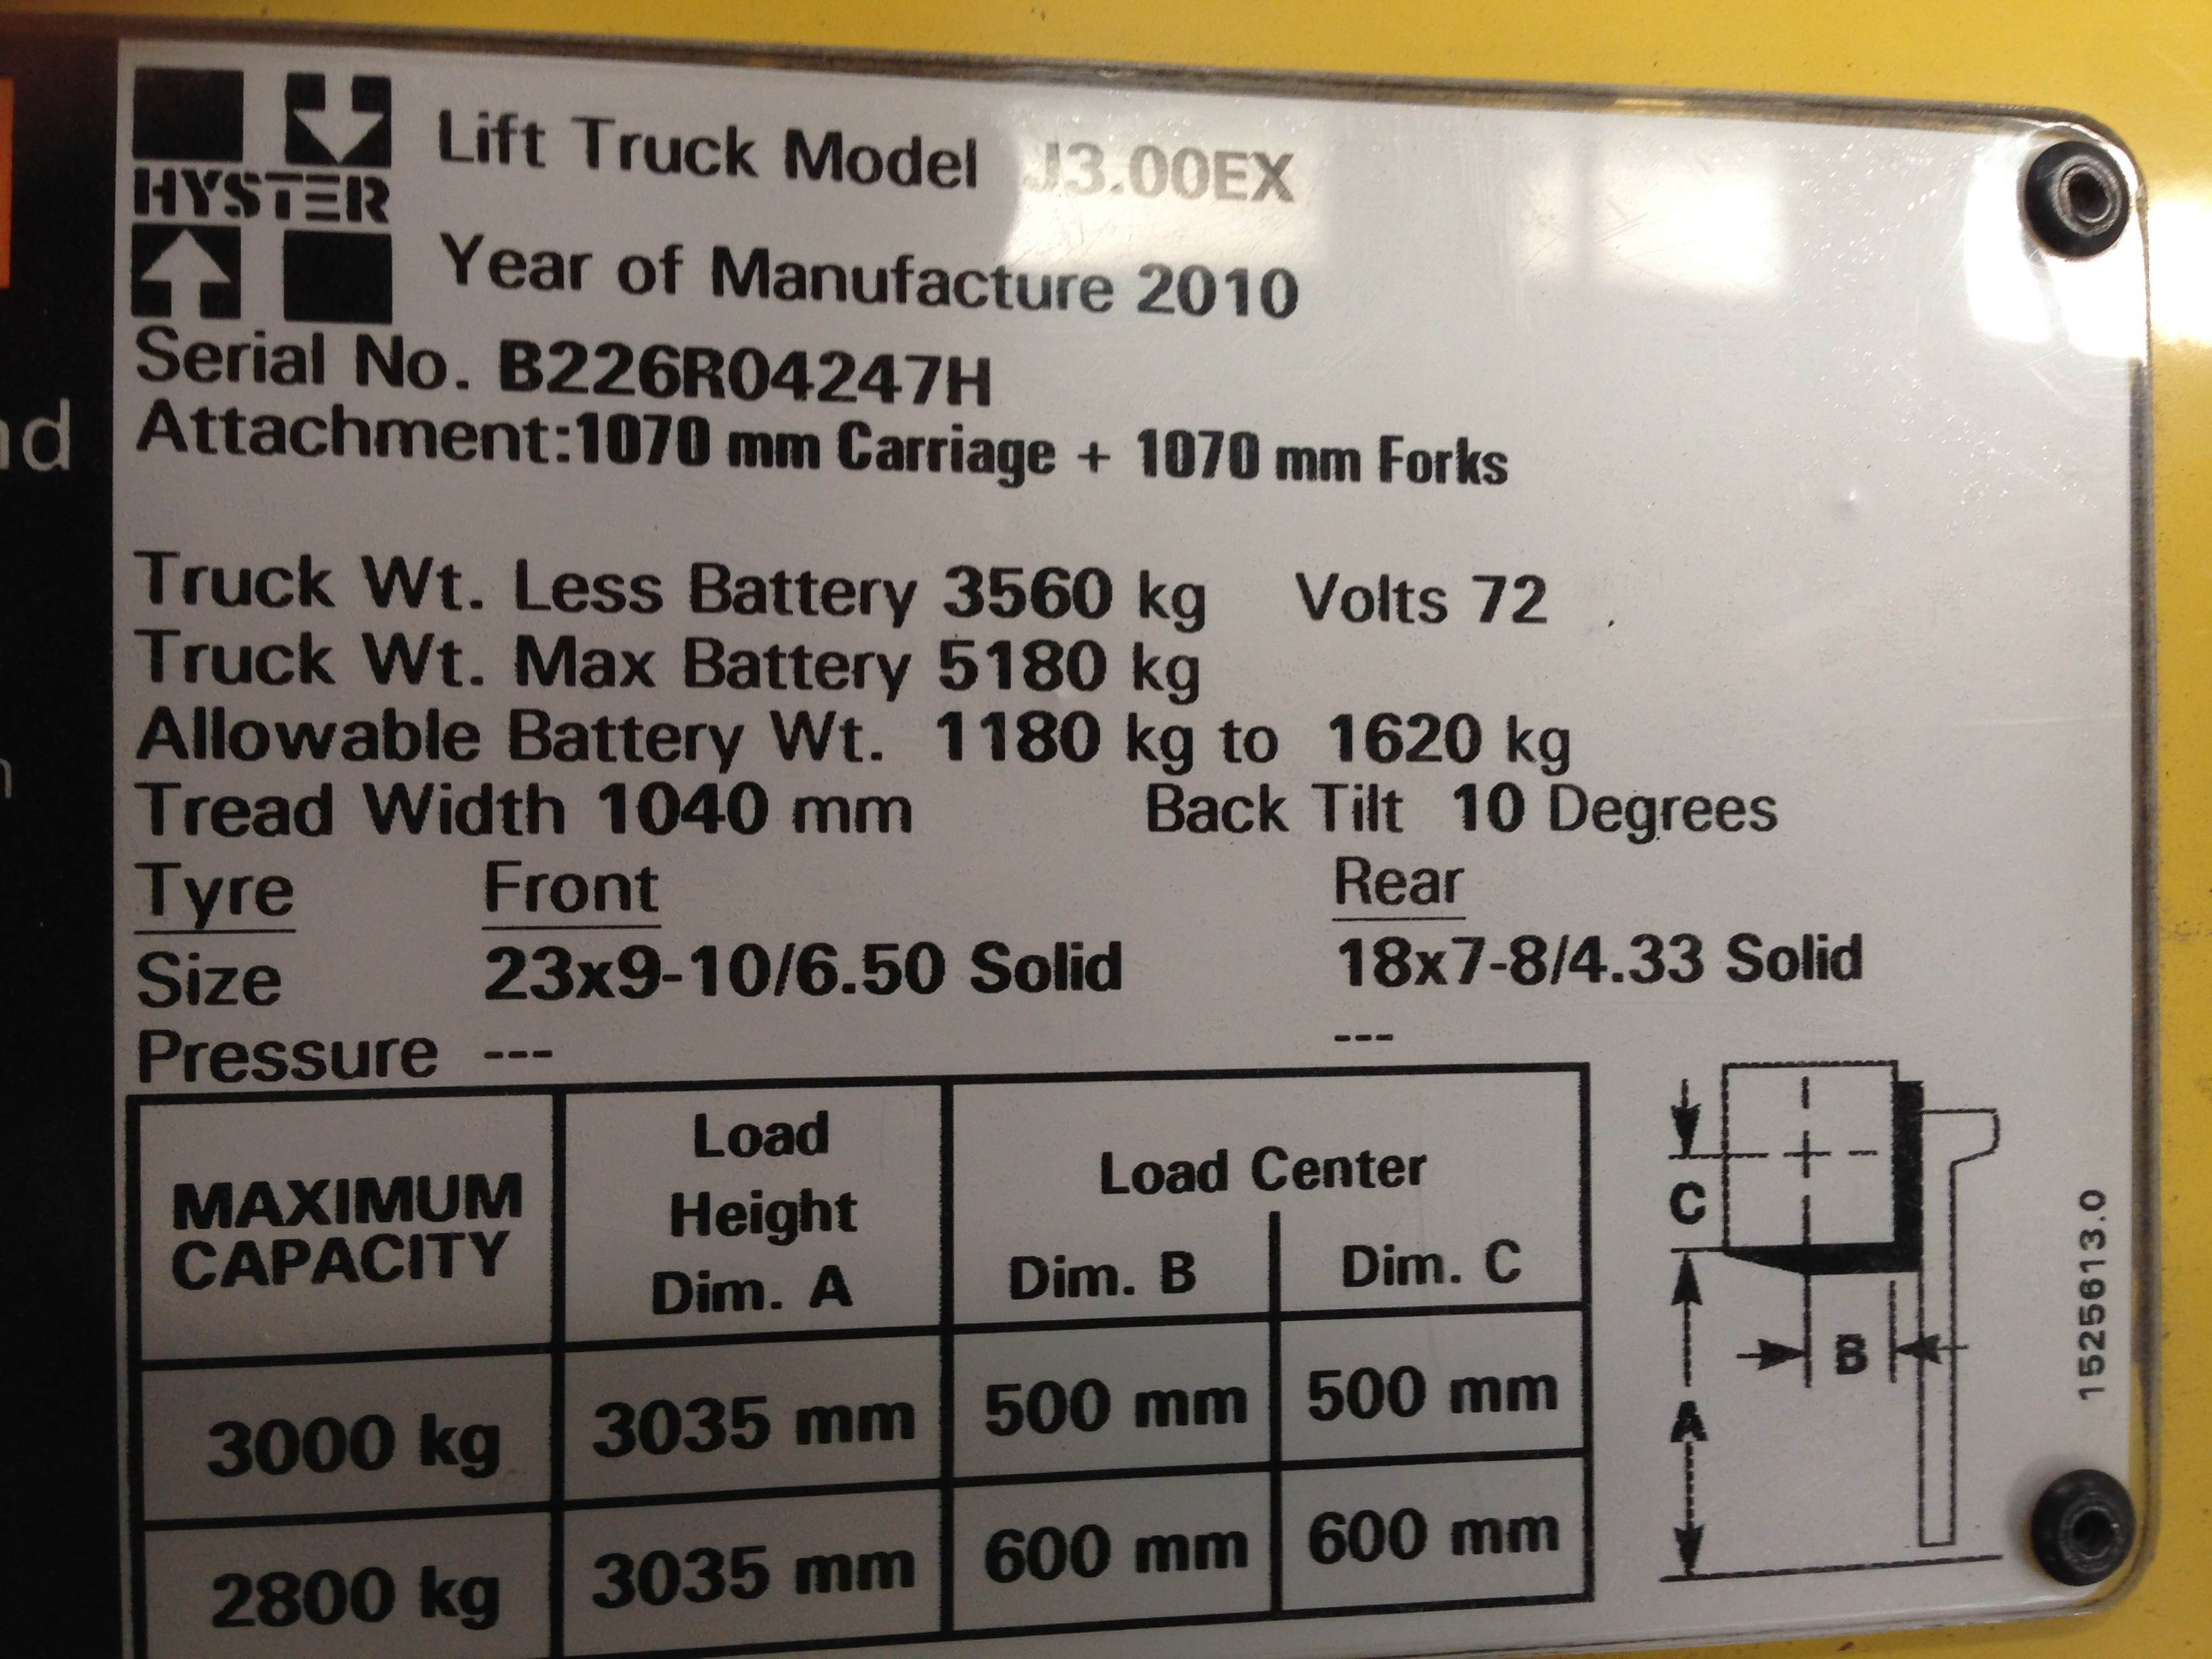 HYSTER
Lift Truck Model J3.00EX
Year of Manufacture 2010
Serial No. B226R04247H
Attachment:1070 mm Carriage + 1070 mm Forks
Truck Wt. Less Battery 3560 kg Volts 72
Truck Wt. Max Battery 5180 kg
Allowable Battery Wt. 1180 kg to 1620 kg
Tread Width 1040 mm Back Tilt 10 Degrees
Tyre Front Rear
Size 23x9-10/6.50 Solid 18x7-8/4.33 Solid
Pressure --- ---
MAXIMUM CAPACITY
Load Height Dim. A
Load Center
Dim. B Dim. C
3000 kg 3035 mm 500 mm 500 mm
2800 kg 3035 mm 600 mm 600 mm
C
B
A
1525613.0